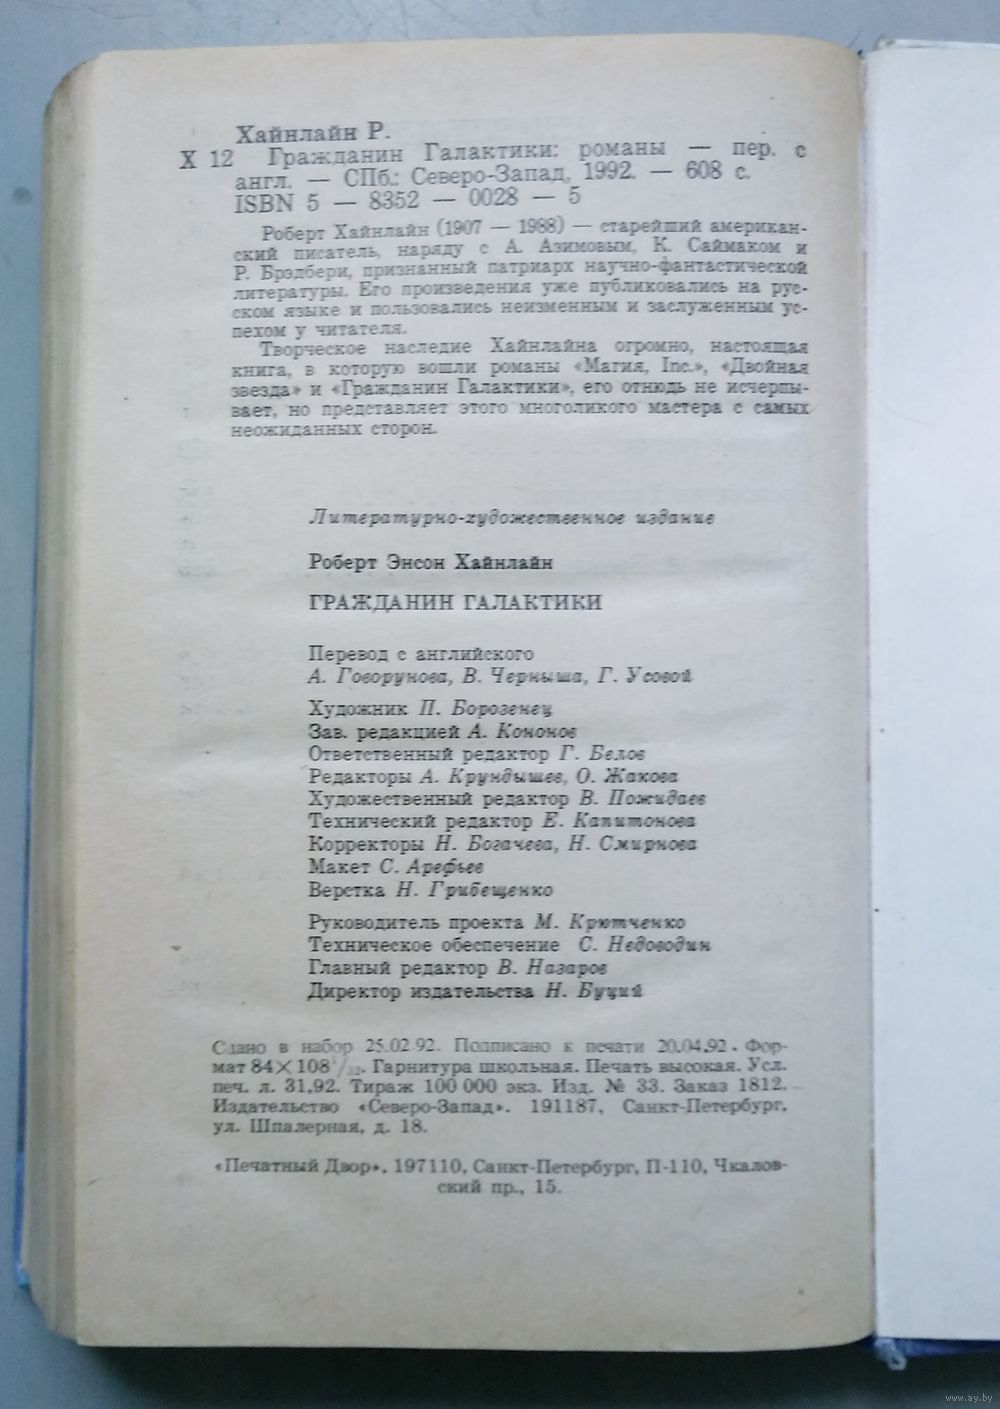 Хайнлайн Р.
Х 12 Гражданин Галактики: романы — пер. с
англ. — СПб.: Северо-Запад, 1992. — 608 с.
ISBN 5 — 8352 — 0028 — 5
Роберт Хайнлайн (1907 — 1988) — старейший американ-
ский писатель, наряду с А. Азимовым, К. Саймаком и
Р. Брэдбери, признанный патриарх научно-фантастической
литературы. Его произведения уже публиковались на рус-
ском языке и пользовались неизменным и заслуженным ус-
пехом у читателя.
Творческое наследие Хайнлайна огромно, настоящая
книга, в которую вошли романы «Магия, Inc.», «Двойная
звезда» и «Гражданин Галактики», его отнюдь не исчерпы-
вает, но представляет этого многоликого мастера с самых
неожиданных сторон.
Литературно-художественное издание
Роберт Энсон Хайнлайн
ГРАЖДАНИН ГАЛАКТИКИ
Перевод с английского
А. Говорунова, В. Черныша, Г. Усовой
Художник П. Борозенец
Зав. редакцией А. Кононов
Ответственный редактор Г. Белов
Редакторы А. Крундышев, О. Жакова
Художественный редактор В. Пожидаев
Технический редактор Е. Капитонова
Корректоры Н. Богачева, Н. Смирнова
Макет С. Арефьев
Верстка Н. Грибещенко
Руководитель проекта М. Крютченко
Техническое обеспечение С. Недоводин
Главный редактор В. Назаров
Директор издательства Н. Буций
Сдано в набор 25.02.92. Подписано к печати 20.04.92. Фор-
мат 84×108 1/32. Гарнитура школьная. Печать высокая. Усл.
печ. л. 31,92. Тираж 100 000 экз. Изд. № 33. Заказ 1812.
Издательство «Северо-Запад». 191187, Санкт-Петербург,
ул. Шпалерная, д. 18.
«Печатный Двор», 197110, Санкт-Петербург, П-110, Чкалов-
ский пр., 15.
www.ay.by